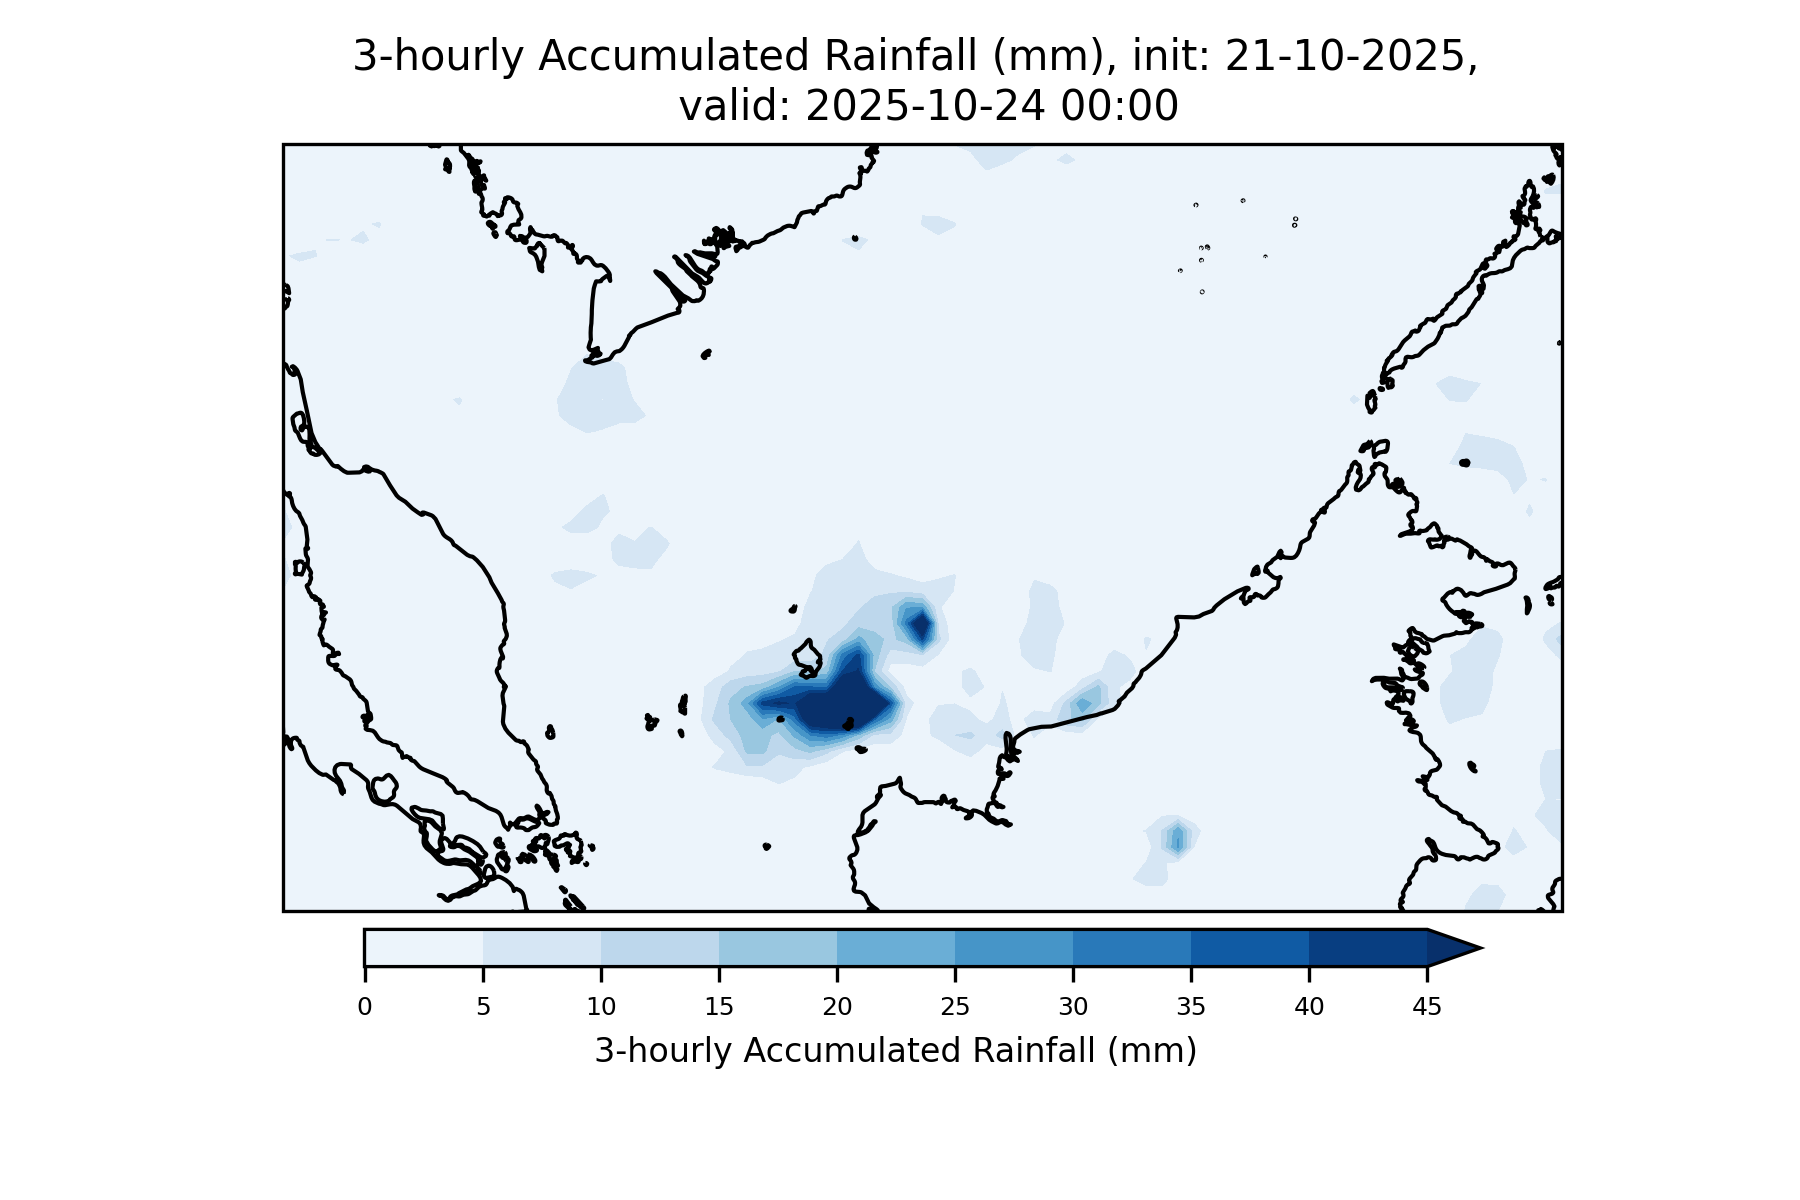 3-hourly Accumulated Rainfall (mm), init: 21-10-2025,
valid: 2025-10-24 00:00
0 5 10 15 20 25 30 35 40 45
3-hourly Accumulated Rainfall (mm)